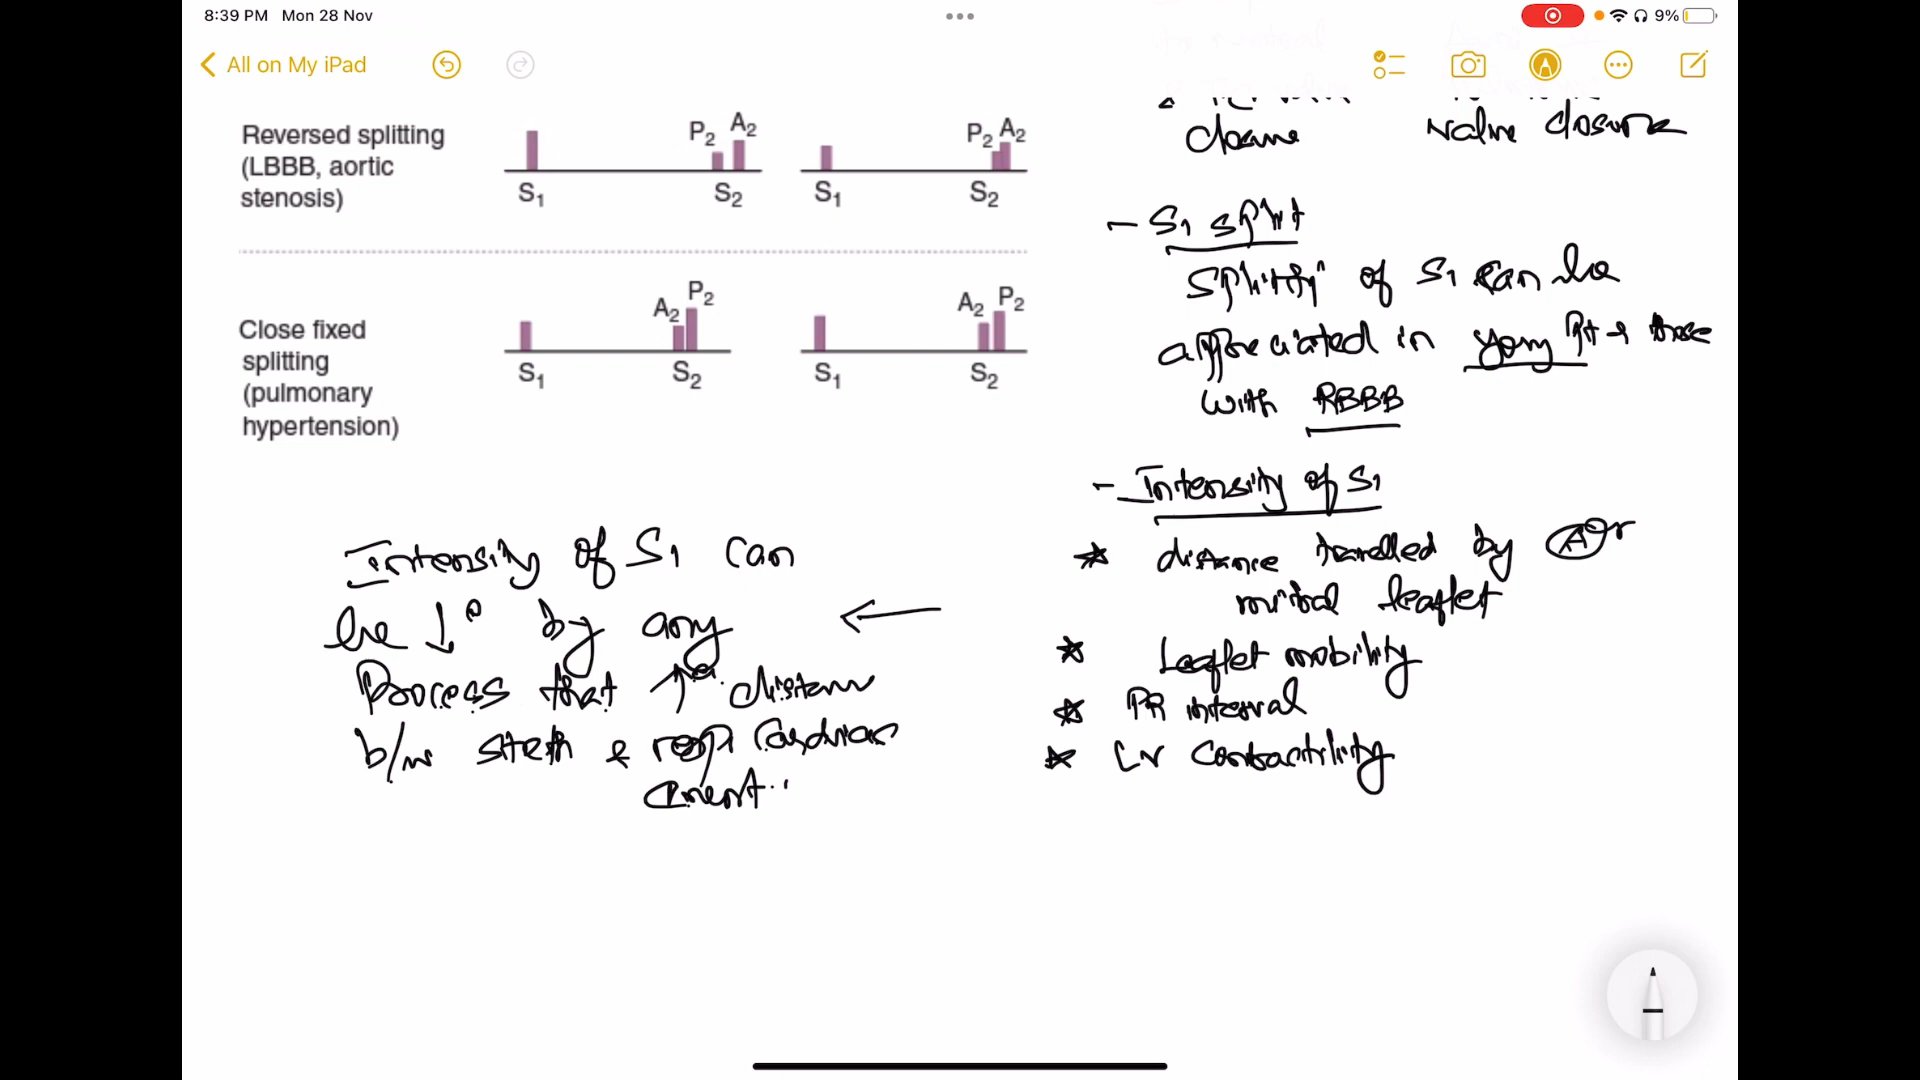 8:39 PM Mon 28 Nov
9%
All on My iPad
Reversed splitting
(LBBB, aortic
stenosis)
P2 A2
S1 S2
P2 A2
S1 S2
Close fixed
splitting
(pulmonary
hypertension)
A2 P2
S1 S2
A2 P2
S1 S2
Intensity of S1 can
be ↓ᵉ by any
Process that ↑ᵉ distance
b/w steth & resp Cardiac
closure valve closure
- S1 split
Splitting of S1 can be
appreciated in young Pt & those
with RBBB
- Intensity of S1
* distance travelled by Aor
mitral leaflet
* Leaflet mobility
* PR interval
* LV Contractility